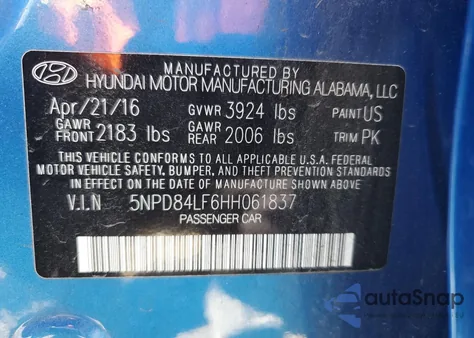 MANUFACTURED BY
HYUNDAI MOTOR MANUFACTURING ALABAMA, LLC
Apr/21/16 GVWR 3924 lbs PAINT US
GAWR FRONT 2183 lbs GAWR REAR 2006 lbs TRIM PK
THIS VEHICLE CONFORMS TO ALL APPLICABLE U.S.A. FEDERAL
MOTOR VEHICLE SAFETY, BUMPER, AND THEFT PREVENTION STANDARDS
IN EFFECT ON THE DATE OF MANUFACTURE SHOWN ABOVE.
V.I.N 5NPD84LF6HH061837
PASSENGER CAR
autoSnap